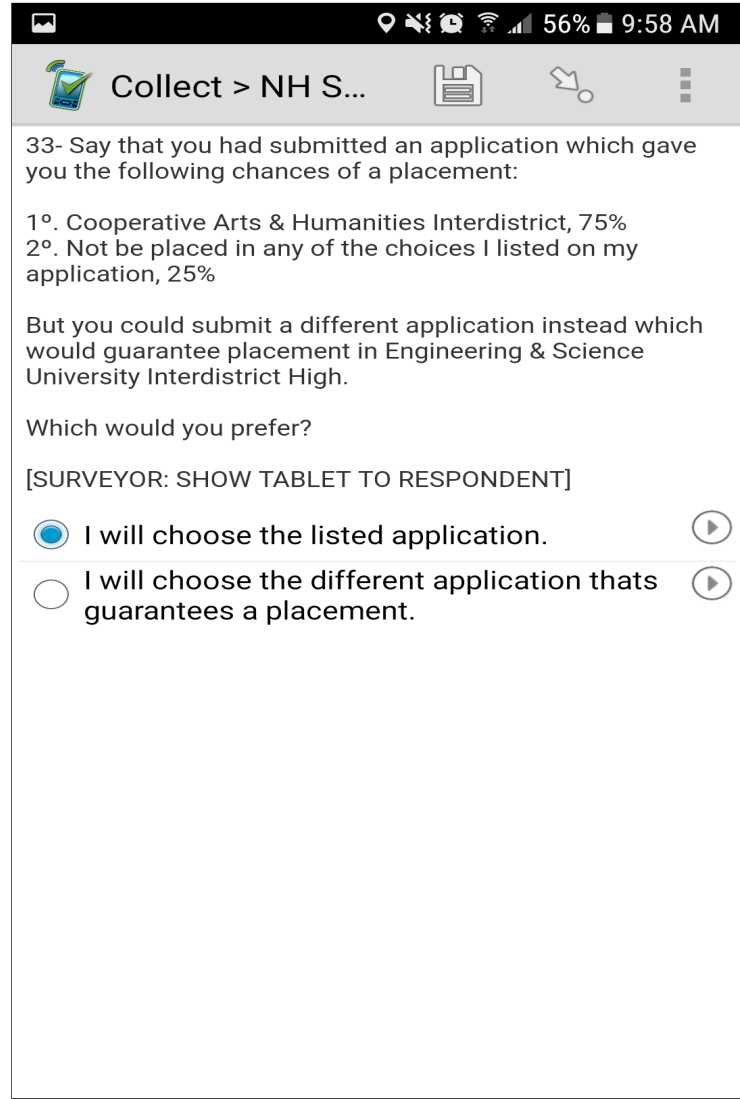 56% 9:58 AM
Collect > NH S...
33- Say that you had submitted an application which gave
you the following chances of a placement:
1º. Cooperative Arts & Humanities Interdistrict, 75%
2º. Not be placed in any of the choices I listed on my
application, 25%
But you could submit a different application instead which
would guarantee placement in Engineering & Science
University Interdistrict High.
Which would you prefer?
[SURVEYOR: SHOW TABLET TO RESPONDENT]
I will choose the listed application.
I will choose the different application thats
guarantees a placement.